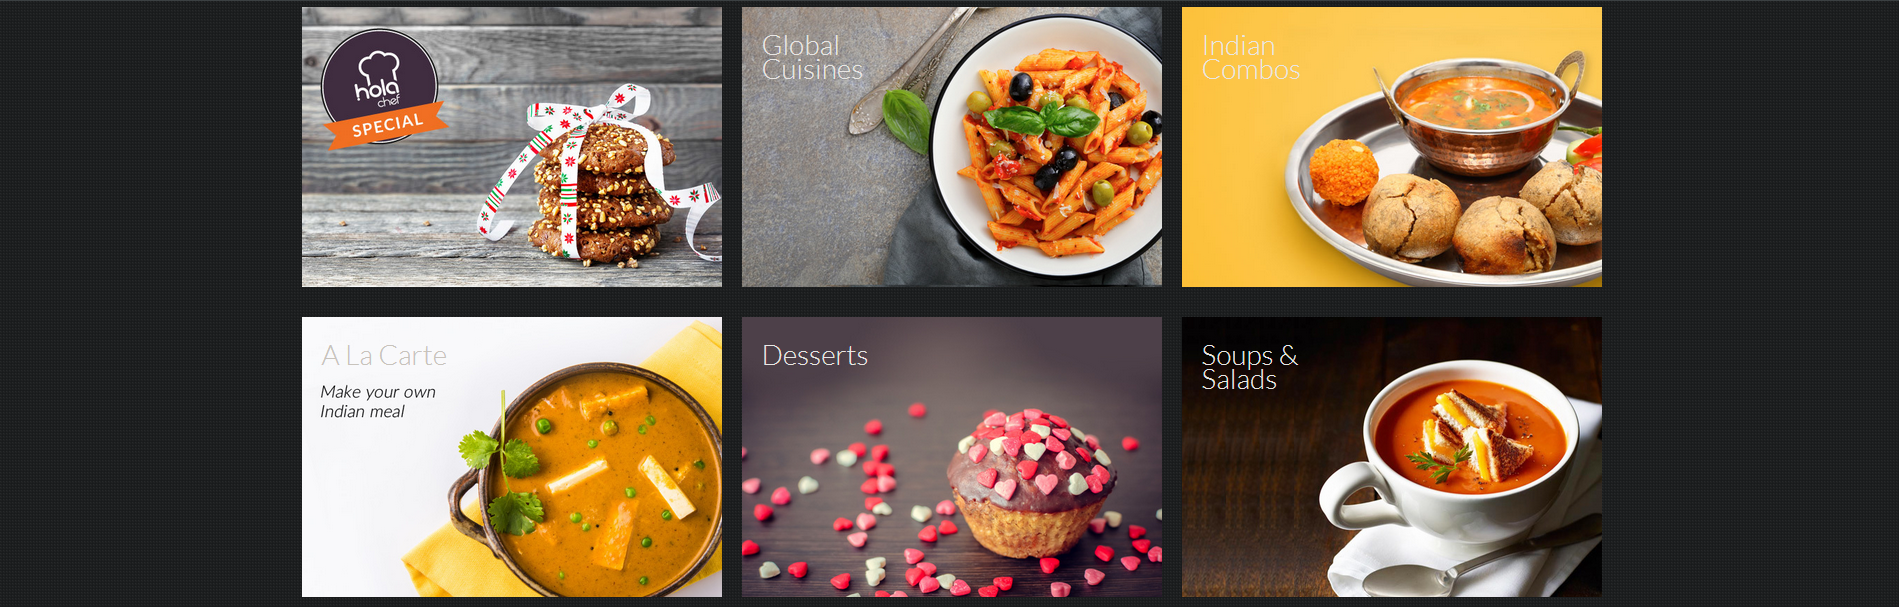 hola
chef
SPECIAL
Global
Cuisines
Indian
Combos
A La Carte
Make your own
Indian meal
Desserts
Soups &
Salads